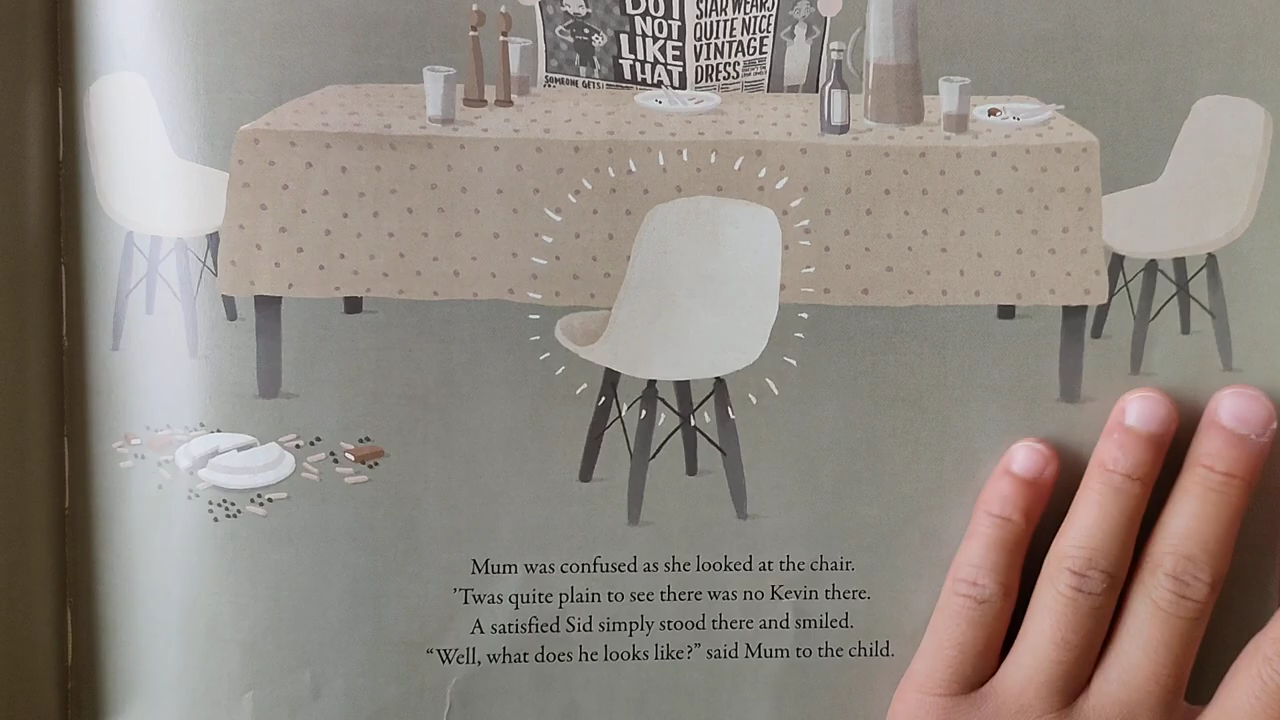 DO I
NOT
LIKE
THAT
SOMEONE GETS
STAR WEARS
QUITE NICE
VINTAGE
DRESS
Mum was confused as she looked at the chair.
’Twas quite plain to see there was no Kevin there.
A satisfied Sid simply stood there and smiled.
“Well, what does he looks like?” said Mum to the child.